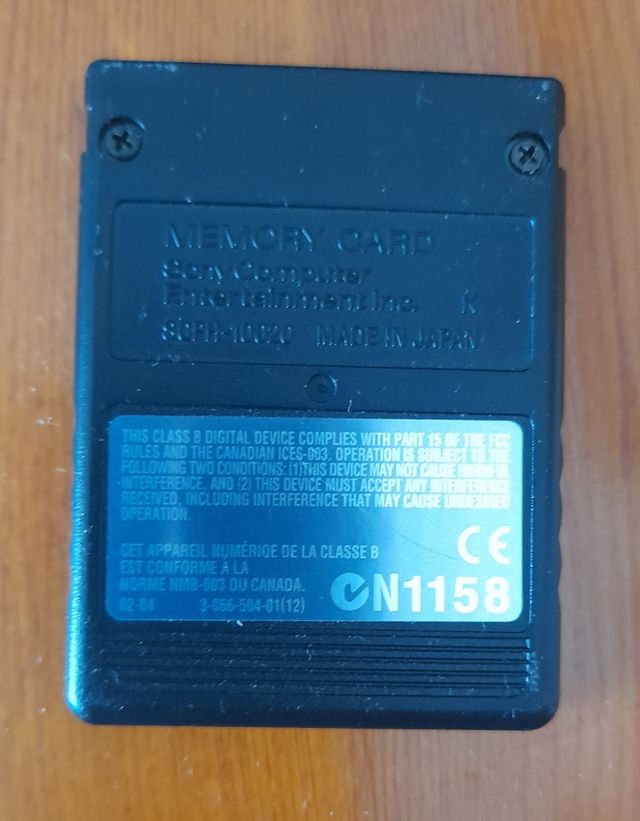 MEMORY CARD
Sony Computer
Entertainment Inc. K
SCPH-10020 MADE IN JAPAN
THIS CLASS B DIGITAL DEVICE COMPLIES WITH PART 15 OF THE FCC
RULES AND THE CANADIAN ICES-003. OPERATION IS SUBJECT TO THE
FOLLOWING TWO CONDITIONS: (1)THIS DEVICE MAY NOT CAUSE HARMFUL
INTERFERENCE, AND (2) THIS DEVICE MUST ACCEPT ANY INTERFERENCE
RECEIVED, INCLUDING INTERFERENCE THAT MAY CAUSE UNDESIRED
OPERATION.
CET APPAREIL NUMÉRIQE DE LA CLASSE B
EST CONFORME À LA
NORME NMB-003 DU CANADA.
02-04 3-066-504-01(12)
CE
N1158